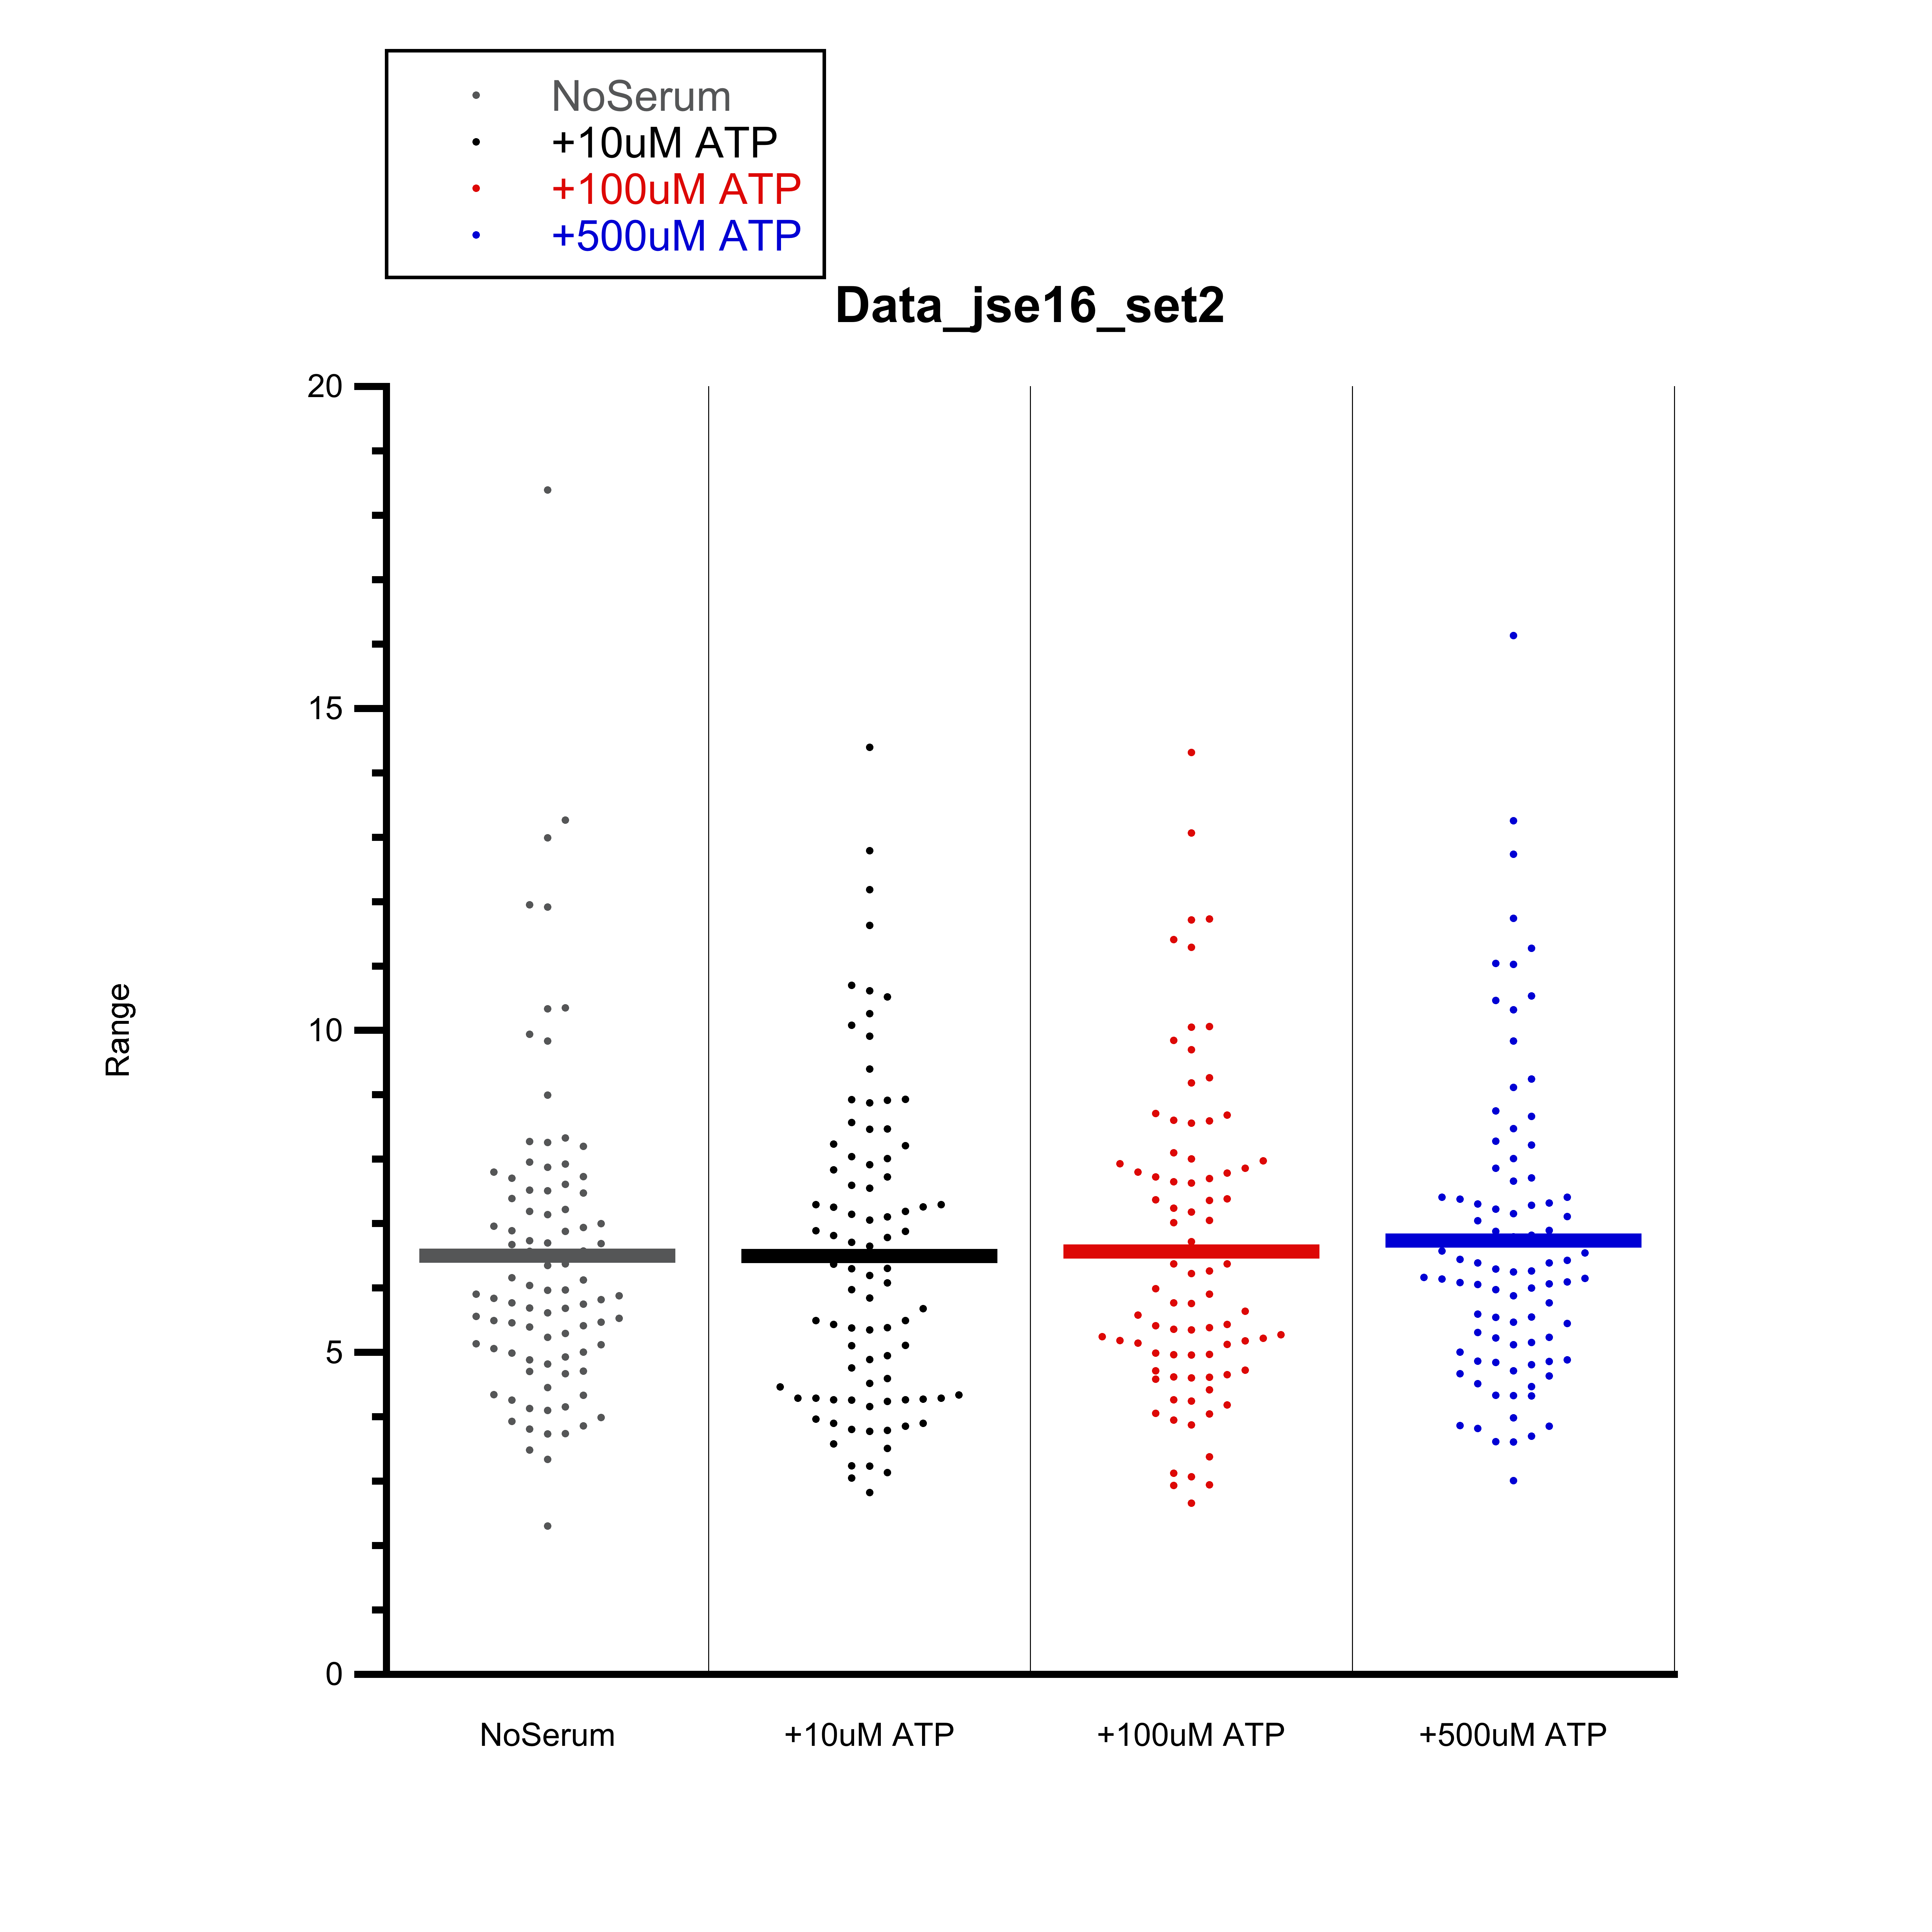 NoSerum
+10uM ATP
+100uM ATP
+500uM ATP
Data_jse16_set2
20
15
10
5
0
Range
NoSerum +10uM ATP +100uM ATP +500uM ATP